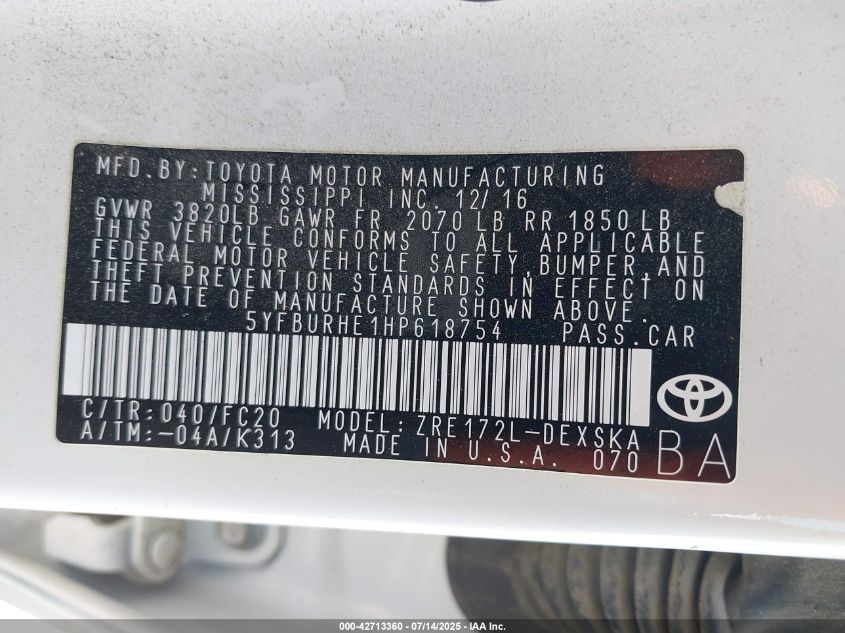 MFD. BY: TOYOTA MOTOR MANUFACTURING
MISSISSIPPI INC. 12/16
GVWR 3820LB GAWR FR 2070 LB RR 1850 LB
THIS VEHICLE CONFORMS TO ALL APPLICABLE
FEDERAL MOTOR VEHICLE SAFETY, BUMPER, AND
THEFT PREVENTION STANDARDS IN EFFECT ON
THE DATE OF MANUFACTURE SHOWN ABOVE.
5YFBURHE1HP618754 PASS. CAR
C/TR: 040/FC20 MODEL: ZRE172L-DEXSKA
A/TM: -04A/K313 MADE IN U.S.A. 070 BA
000-42713360 - 07/14/2025 - IAA Inc.